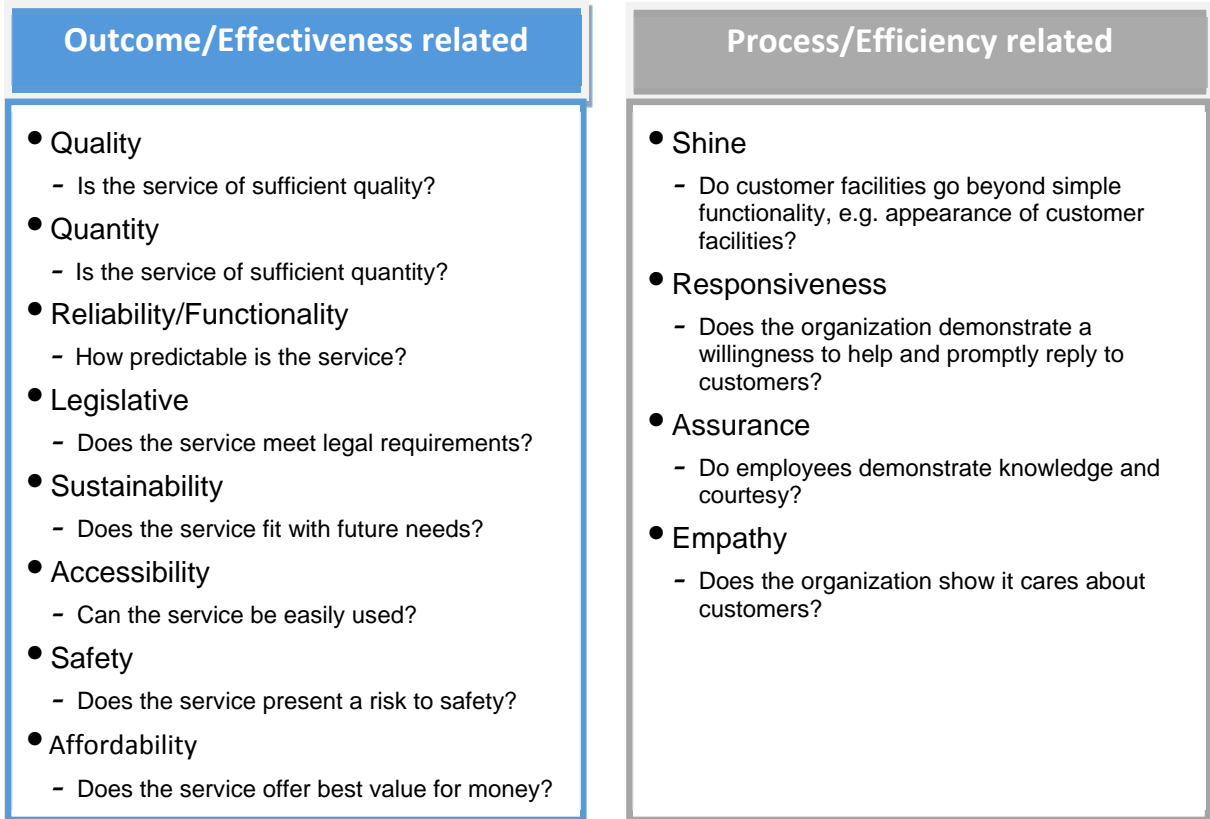 Outcome/Effectiveness related
• Quality
- Is the service of sufficient quality?
• Quantity
- Is the service of sufficient quantity?
• Reliability/Functionality
- How predictable is the service?
• Legislative
- Does the service meet legal requirements?
• Sustainability
- Does the service fit with future needs?
• Accessibility
- Can the service be easily used?
• Safety
- Does the service present a risk to safety?
• Affordability
- Does the service offer best value for money?
Process/Efficiency related
• Shine
- Do customer facilities go beyond simple
functionality, e.g. appearance of customer
facilities?
• Responsiveness
- Does the organization demonstrate a
willingness to help and promptly reply to
customers?
• Assurance
- Do employees demonstrate knowledge and
courtesy?
• Empathy
- Does the organization show it cares about
customers?